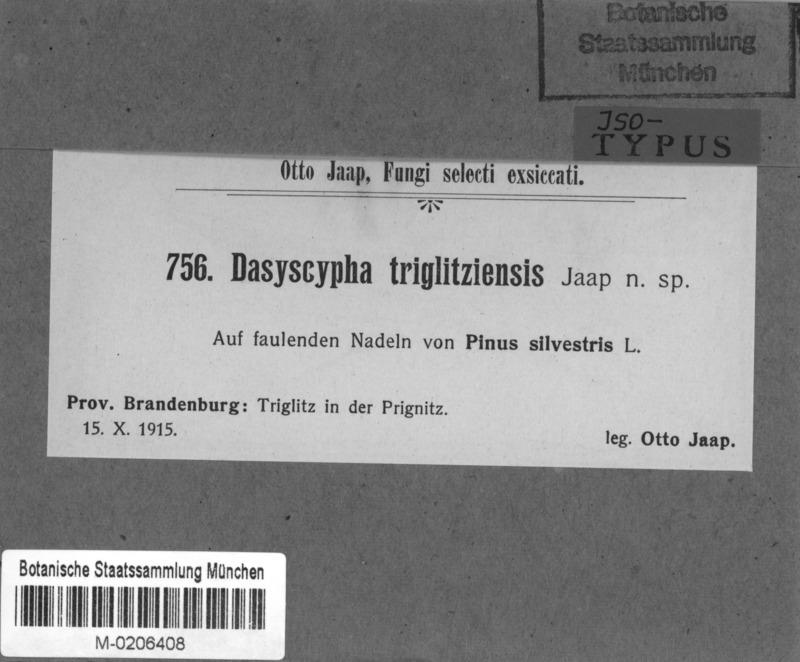 Botanische
Staatssammlung
München
JSO-
TYPUS
Otto Jaap, Fungi selecti exsiccati.
756. Dasyscypha triglitziensis Jaap n. sp.
Auf faulenden Nadeln von Pinus silvestris L.
Prov. Brandenburg: Triglitz in der Prignitz.
15. X. 1915.
leg. Otto Jaap.
Botanische Staatssammlung München
M-0206408